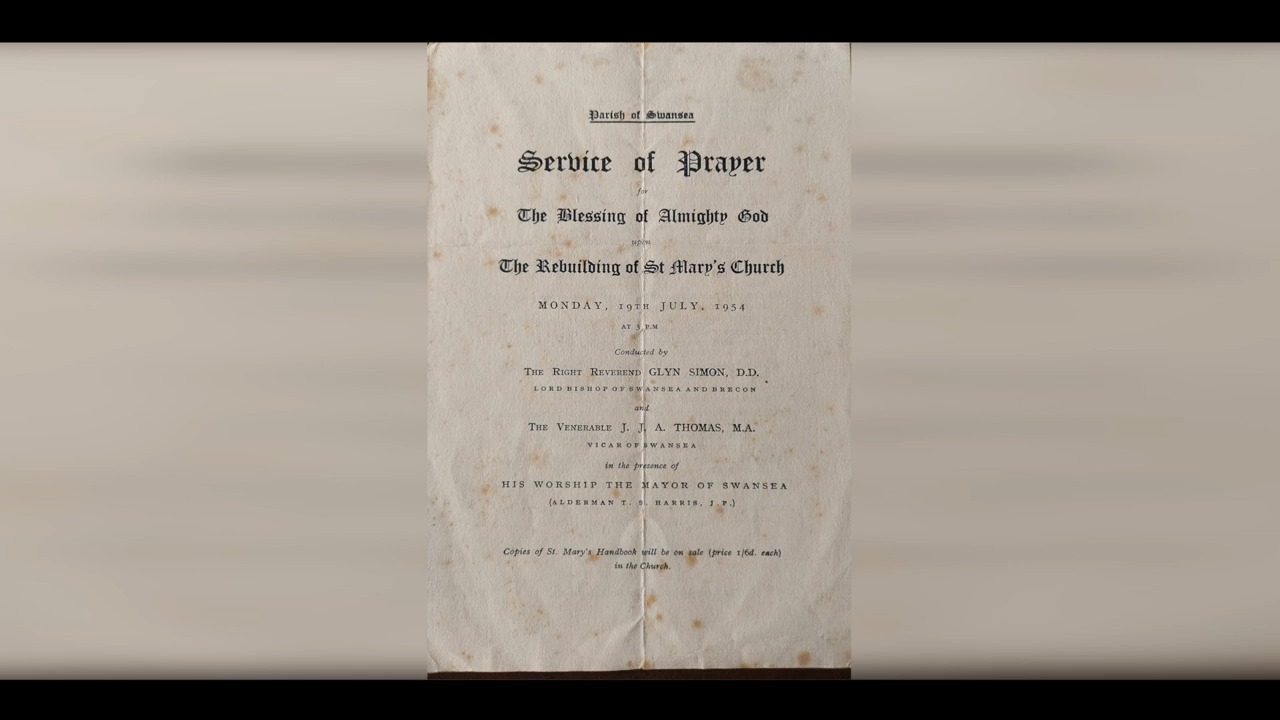 Parish of Swansea
Service of Prayer
for
The Blessing of Almighty God
upon
The Rebuilding of St Mary's Church
MONDAY, 19TH JULY, 1954
AT 3 P.M
Conducted by
THE RIGHT REVEREND GLYN SIMON, D.D.
LORD BISHOP OF SWANSEA AND BRECON
and
THE VENERABLE J. J. A. THOMAS, M.A.
VICAR OF SWANSEA
in the presence of
HIS WORSHIP THE MAYOR OF SWANSEA
(ALDERMAN T. S. HARRIS, J.P.)
Copies of St. Mary's Handbook will be on sale (price 1/6d. each)
in the Church.